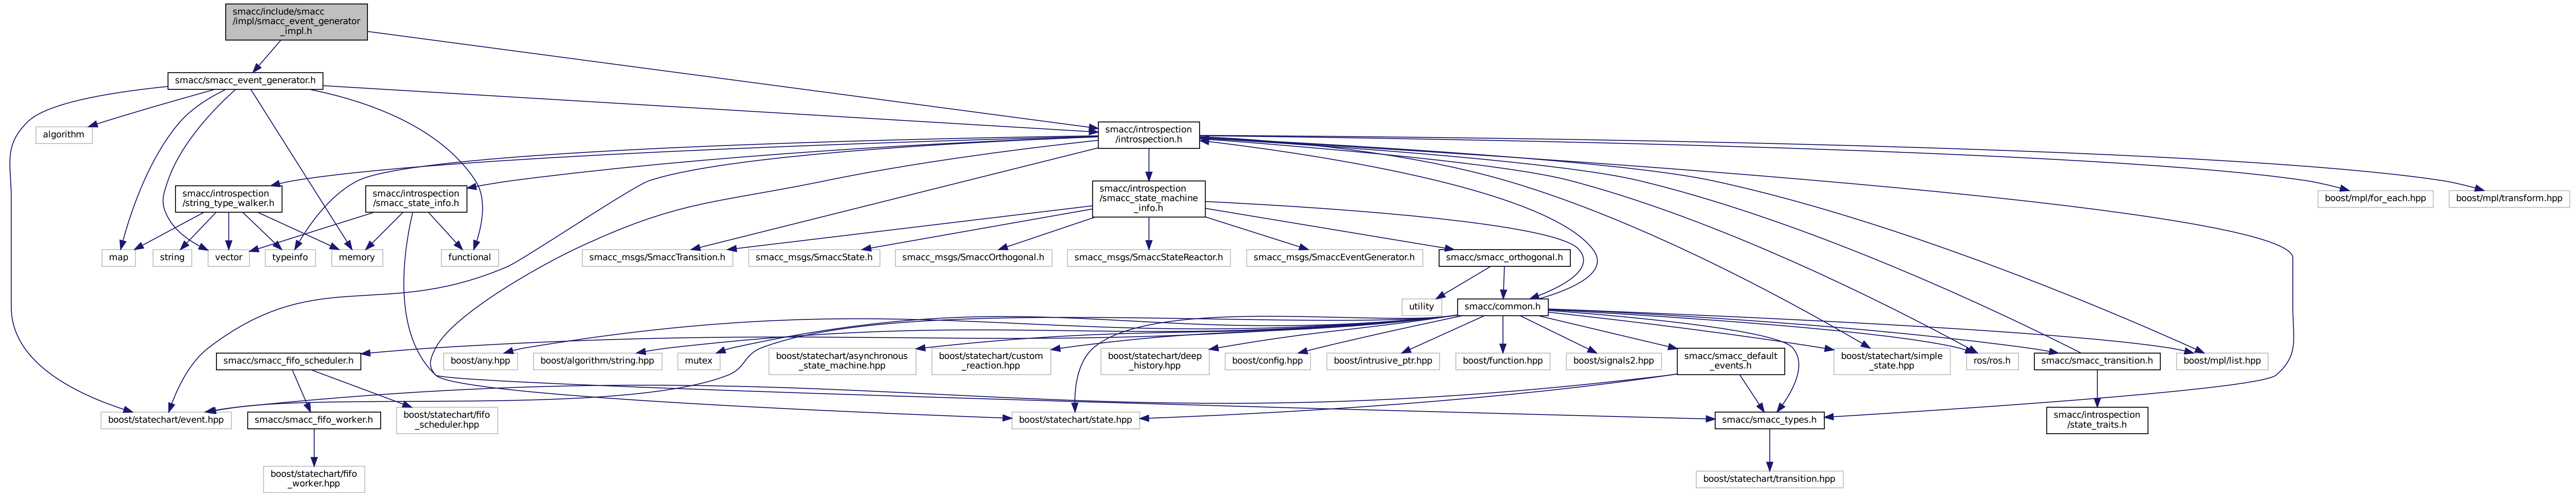 smacc/include/smacc
/impl/smacc_event_generator
_impl.h
smacc/smacc_event_generator.h
algorithm
smacc/introspection
/introspection.h
smacc/introspection
/string_type_walker.h
smacc/introspection
/smacc_state_info.h
smacc/introspection
/smacc_state_machine
_info.h
boost/mpl/for_each.hpp
boost/mpl/transform.hpp
map
string
vector
typeinfo
memory
functional
smacc_msgs/SmaccTransition.h
smacc_msgs/SmaccState.h
smacc_msgs/SmaccOrthogonal.h
smacc_msgs/SmaccStateReactor.h
smacc_msgs/SmaccEventGenerator.h
smacc/smacc_orthogonal.h
utility
smacc/common.h
smacc/smacc_fifo_scheduler.h
boost/any.hpp
boost/algorithm/string.hpp
mutex
boost/statechart/asynchronous
_state_machine.hpp
boost/statechart/custom
_reaction.hpp
boost/statechart/deep
_history.hpp
boost/config.hpp
boost/intrusive_ptr.hpp
boost/function.hpp
boost/signals2.hpp
smacc/smacc_default
_events.h
boost/statechart/simple
_state.hpp
ros/ros.h
smacc/smacc_transition.h
boost/mpl/list.hpp
boost/statechart/event.hpp
smacc/smacc_fifo_worker.h
boost/statechart/fifo
_scheduler.hpp
boost/statechart/state.hpp
smacc/smacc_types.h
smacc/introspection
/state_traits.h
boost/statechart/fifo
_worker.hpp
boost/statechart/transition.hpp